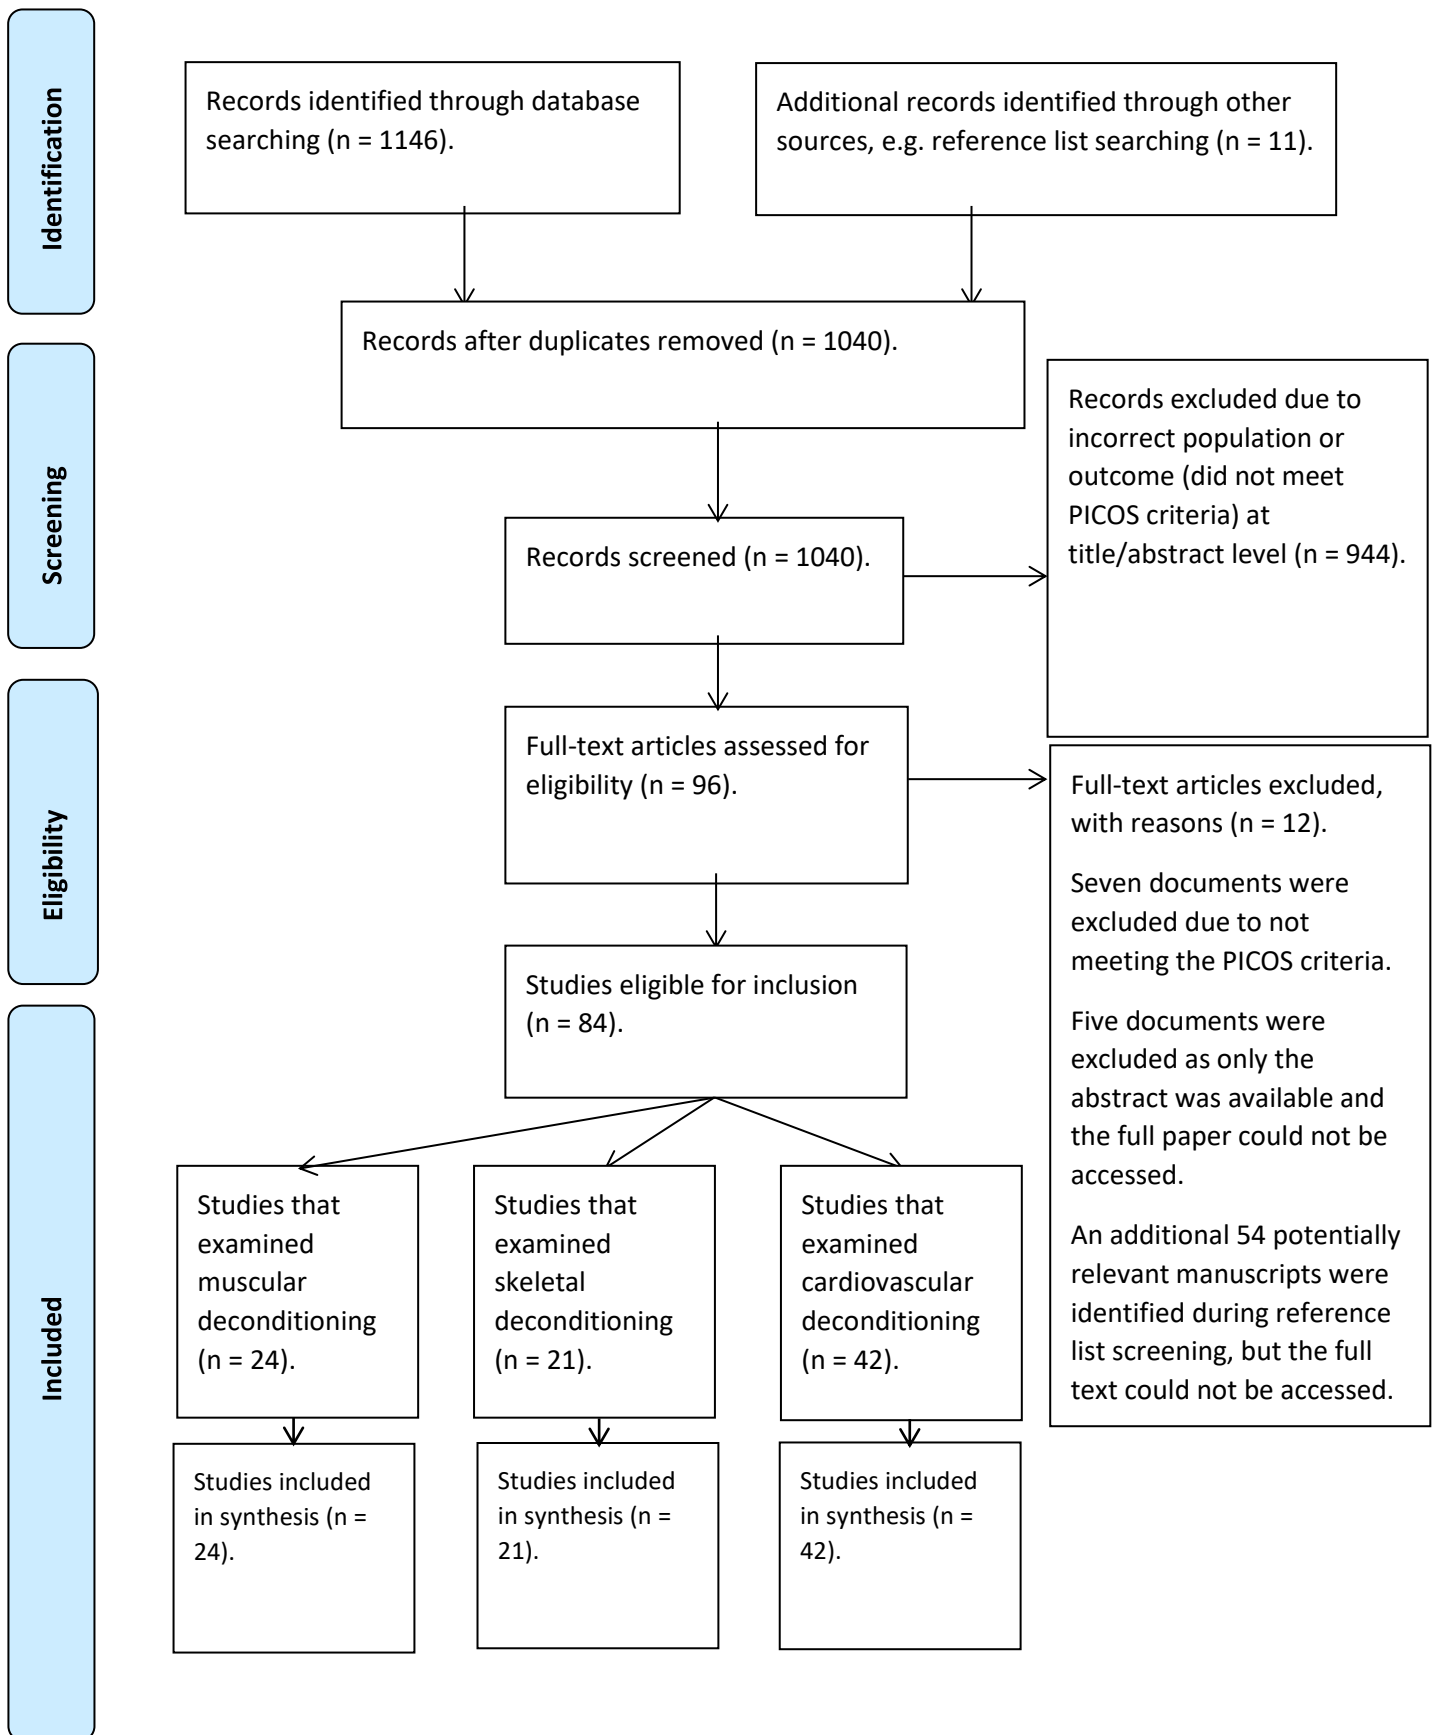 Identification
Records identified through database
searching (n = 1146).
Additional records identified through other
sources, e.g. reference list searching (n = 11).
Records after duplicates removed (n = 1040).
Screening
Records screened (n = 1040).
Records excluded due to
incorrect population or
outcome (did not meet
PICOS criteria) at
title/abstract level (n = 944).
Eligibility
Full-text articles assessed for
eligibility (n = 96).
Full-text articles excluded,
with reasons (n = 12).
Seven documents were
excluded due to not
meeting the PICOS criteria.
Five documents were
excluded as only the
abstract was available and
the full paper could not be
accessed.
An additional 54 potentially
relevant manuscripts were
identified during reference
list screening, but the full
text could not be accessed.
Studies eligible for inclusion
(n = 84).
Included
Studies that
examined
muscular
deconditioning
(n = 24).
Studies that
examined
skeletal
deconditioning
(n = 21).
Studies that
examined
cardiovascular
deconditioning
(n = 42).
Studies included
in synthesis (n =
24).
Studies included
in synthesis (n =
21).
Studies included
in synthesis (n =
42).